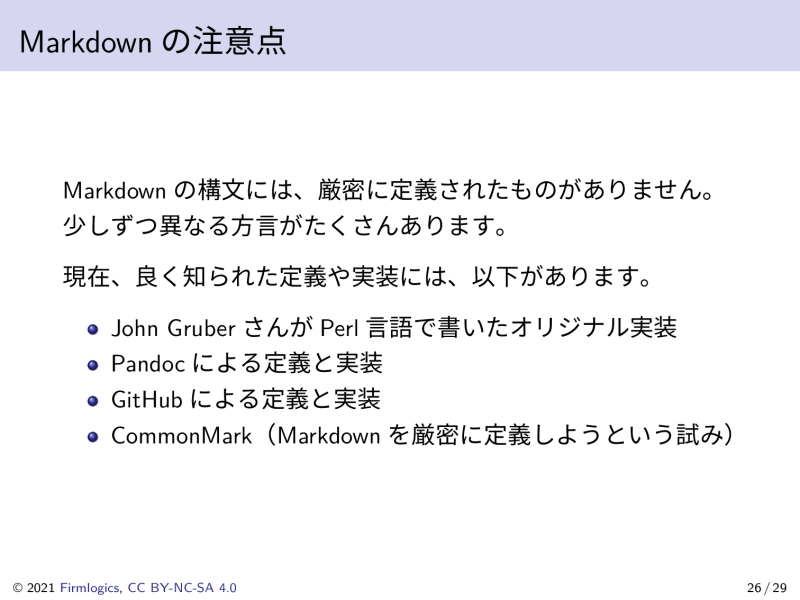 Markdown の注意点
Markdown の構文には、厳密に定義されたものがありません。
少しずつ異なる方言がたくさんあります。
現在、良く知られた定義や実装には、以下があります。
John Gruber さんが Perl 言語で書いたオリジナル実装
Pandoc による定義と実装
GitHub による定義と実装
CommonMark（Markdown を厳密に定義しようという試み）
© 2021 Firmlogics, CC BY-NC-SA 4.0
26 / 29